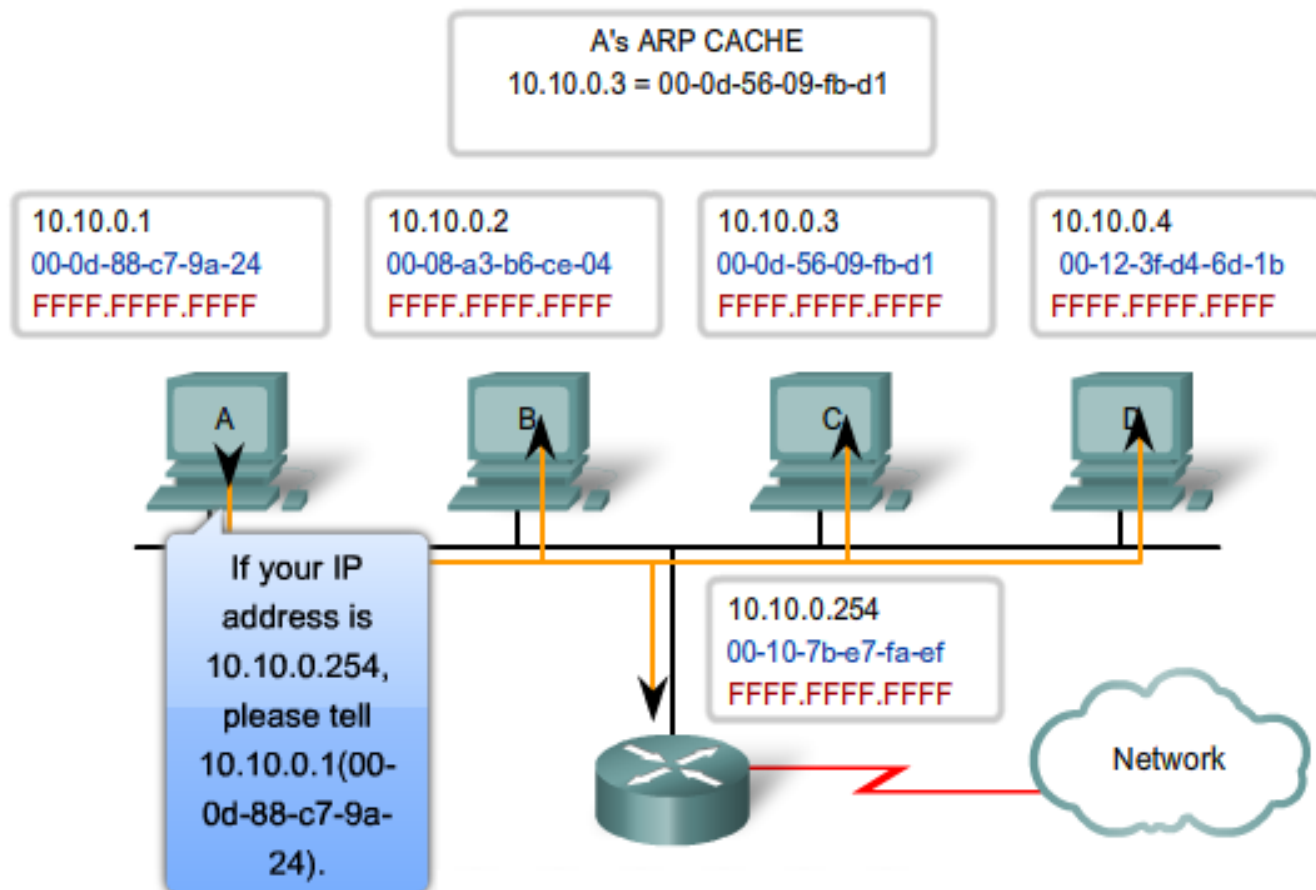 A's ARP CACHE
10.10.0.3 = 00-0d-56-09-fb-d1
10.10.0.1
00-0d-88-c7-9a-24
FFFF.FFFF.FFFF
10.10.0.2
00-08-a3-b6-ce-04
FFFF.FFFF.FFFF
10.10.0.3
00-0d-56-09-fb-d1
FFFF.FFFF.FFFF
10.10.0.4
00-12-3f-d4-6d-1b
FFFF.FFFF.FFFF
A
B
C
D
If your IP
address is
10.10.0.254,
please tell
10.10.0.1(00-
0d-88-c7-9a-
24).
10.10.0.254
00-10-7b-e7-fa-ef
FFFF.FFFF.FFFF
Network